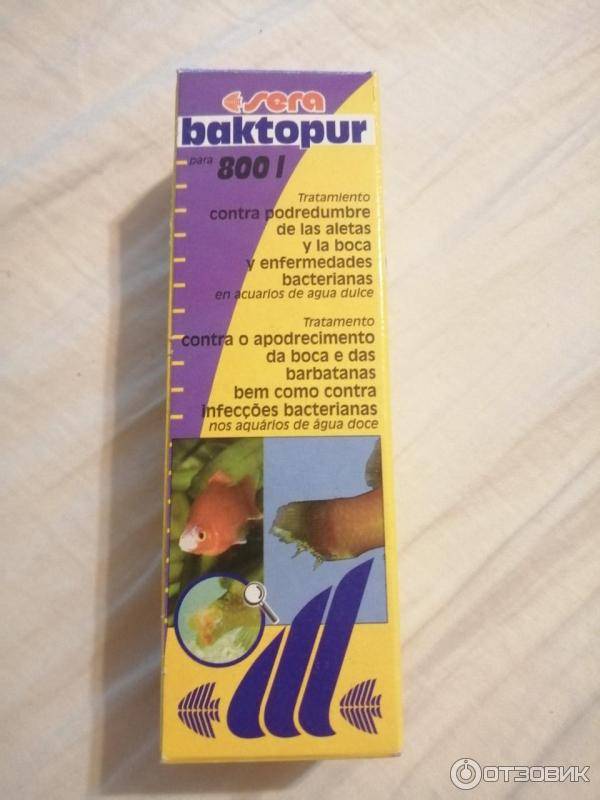 sera
baktopur
para 800 l
Tratamiento
contra podredumbre
de las aletas
y la boca
y enfermedades
bacterianas
en acuarios de agua dulce
Tratamento
contra o apodrecimento
da boca e das
barbatanas
bem como contra
infecções bacterianas
nos aquários de água doce
ОТЗОВИК